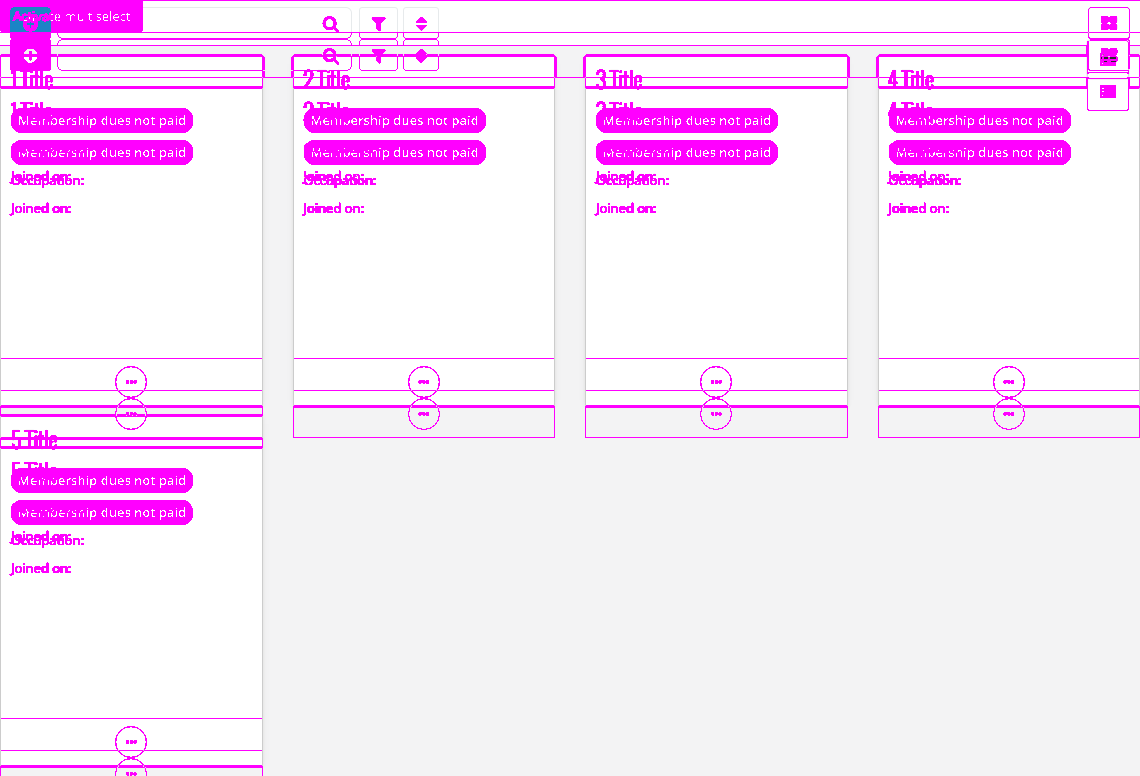 Activate multiselect
1 Title
2 Title
3 Title
4 Title
1 Title
2 Title
3 Title
4 Title
Membership dues not paid
Membership dues not paid
Membership dues not paid
Membership dues not paid
Membership dues not paid
Membership dues not paid
Membership dues not paid
Membership dues not paid
Joined on:
Joined on:
Joined on:
Joined on:
Occupation:
Occupation:
Occupation:
Occupation:
Joined on:
Joined on:
Joined on:
Joined on:
5 Title
5 Title
Membership dues not paid
Membership dues not paid
Joined on:
Occupation:
Joined on: